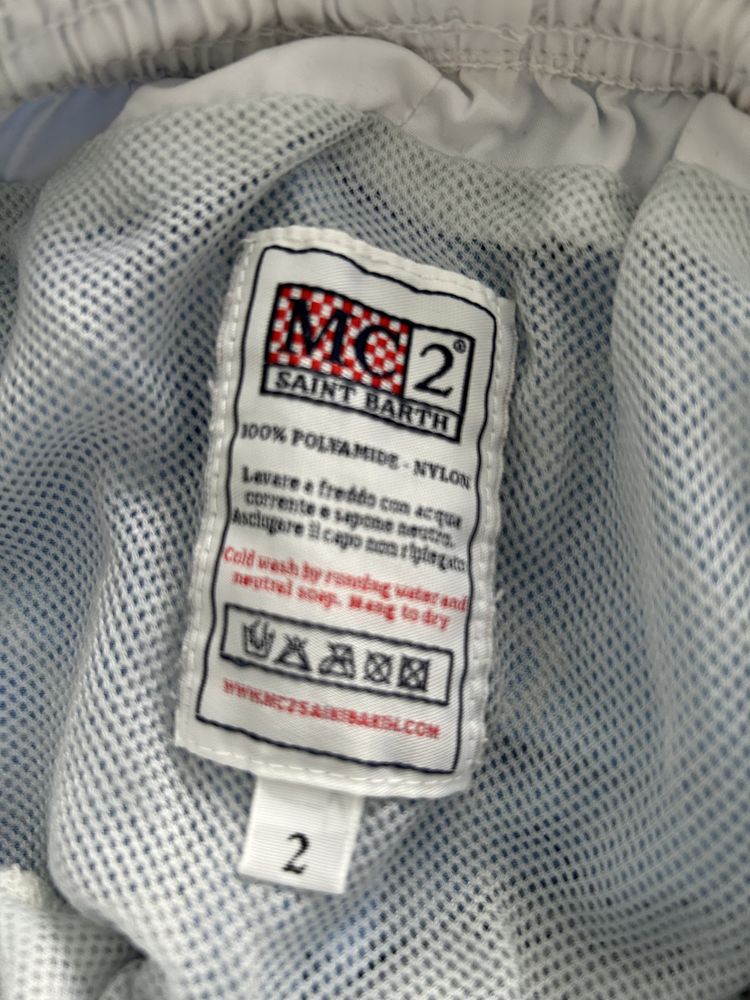 MC2®
SAINT BARTH
100% POLYAMIDE - NYLON
Lavare a freddo con acqua
corrente e sapone neutro.
Asciugare il capo non ripiegato
Cold wash by running water and
neutral soap. Hang to dry
WWW.MC2SAINTBARTH.COM
2